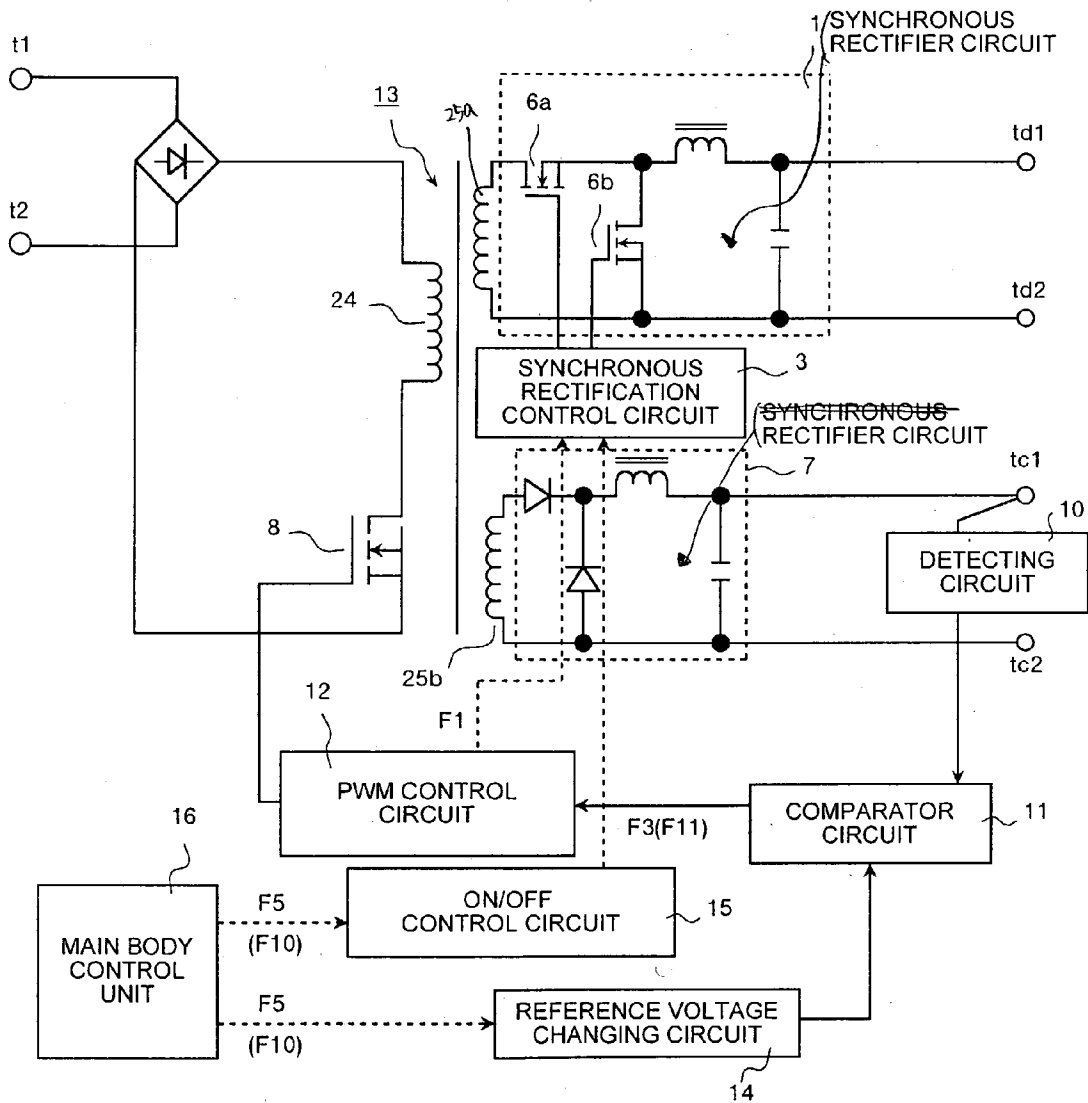 t1
t2
13
25a
6a
6b
1
SYNCHRONOUS
RECTIFIER CIRCUIT
td1
td2
24
SYNCHRONOUS
RECTIFICATION
CONTROL CIRCUIT
3
SYNCHRONOUS
RECTIFIER CIRCUIT
7
tc1
10
DETECTING
CIRCUIT
8
25b
tc2
12
F1
PWM CONTROL
CIRCUIT
F3(F11)
COMPARATOR
CIRCUIT
11
16
MAIN BODY
CONTROL
UNIT
F5
(F10)
ON/OFF
CONTROL CIRCUIT
15
F5
(F10)
REFERENCE VOLTAGE
CHANGING CIRCUIT
14